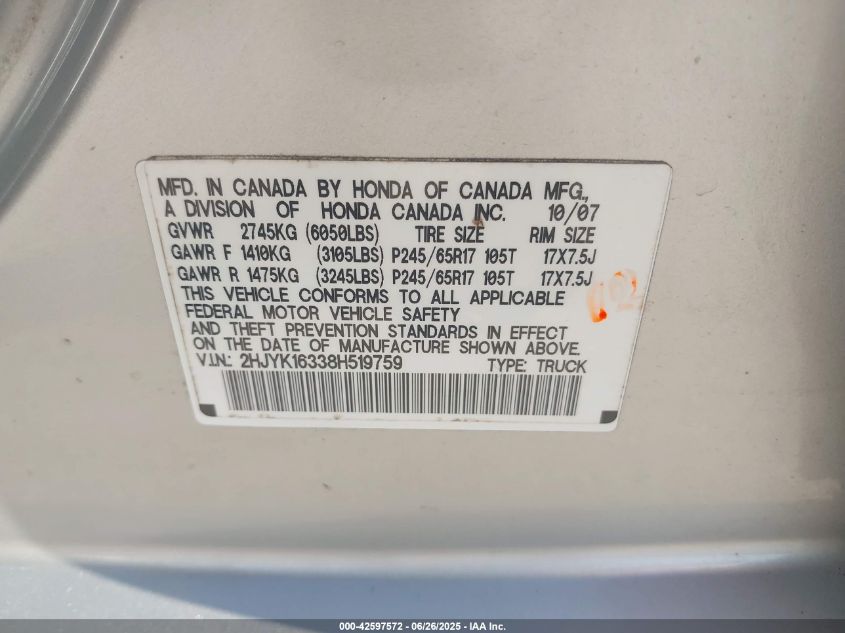 MFD. IN CANADA BY HONDA OF CANADA MFG.,
A DIVISION OF HONDA CANADA INC. 10/07
GVWR 2745KG (6050LBS) TIRE SIZE RIM SIZE
GAWR F 1410KG (3105LBS) P245/65R17 105T 17X7.5J
GAWR R 1475KG (3245LBS) P245/65R17 105T 17X7.5J
THIS VEHICLE CONFORMS TO ALL APPLICABLE
FEDERAL MOTOR VEHICLE SAFETY
AND THEFT PREVENTION STANDARDS IN EFFECT
ON THE DATE OF MANUFACTURE SHOWN ABOVE.
V.I.N.: 2HJYK16338H519759 TYPE: TRUCK
000-42597572 - 06/26/2025 - IAA Inc.